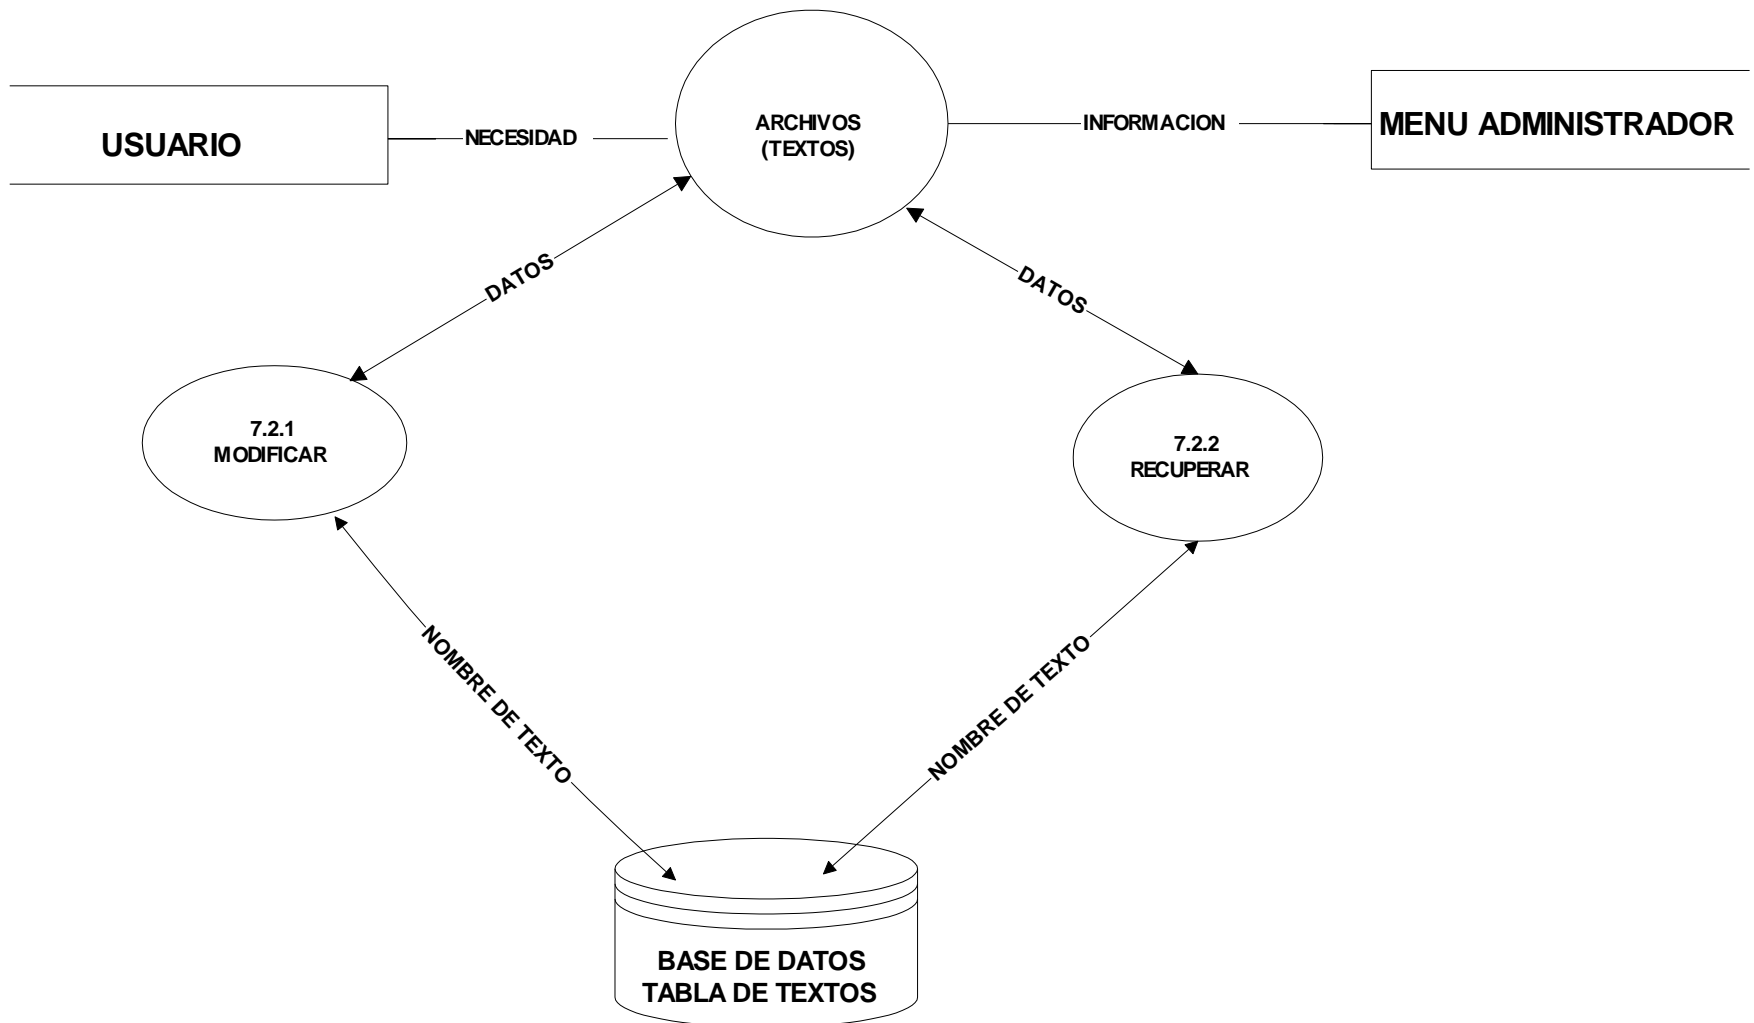 USUARIO
NECESIDAD
ARCHIVOS
(TEXTOS)
INFORMACION
MENU ADMINISTRADOR
DATOS
DATOS
7.2.1
MODIFICAR
7.2.2
RECUPERAR
NOMBRE DE TEXTO
NOMBRE DE TEXTO
BASE DE DATOS
TABLA DE TEXTOS